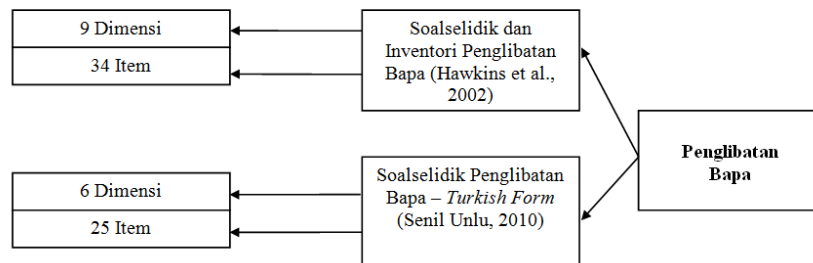 9 Dimensi
34 Item
Soalselidik dan
Inventori Penglibatan
Bapa (Hawkins et al.,
2002)
Penglibatan
Bapa
6 Dimensi
25 Item
Soalselidik Penglibatan
Bapa – Turkish Form
(Senil Unlu, 2010)